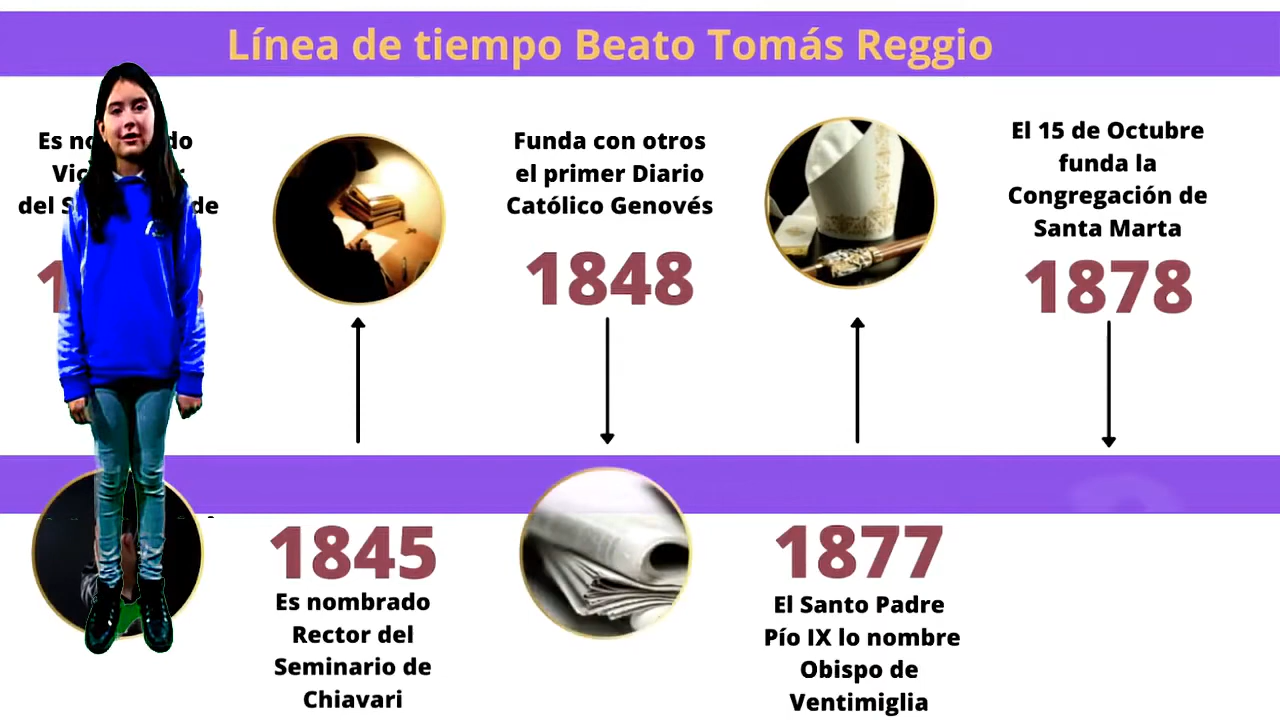 Línea de tiempo Beato Tomás Reggio
Es
del
de
1845
Es nombrado
Rector del
Seminario de
Chiavari
Funda con otros
el primer Diario
Católico Genovés
1848
1877
El Santo Padre
Pío IX lo nombre
Obispo de
Ventimiglia
El 15 de Octubre
funda la
Congregación de
Santa Marta
1878